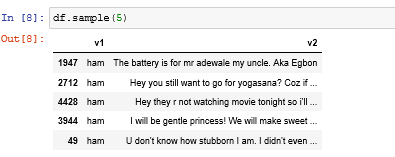 In [8]: df.sample(5)
Out[8]:
v1 v2
1947 ham The battery is for mr adewale my uncle. Aka Egbon
2712 ham Hey you still want to go for yogasana? Coz if ...
4428 ham Hey they r not watching movie tonight so i'll ...
3944 ham I will be gentle princess! We will make sweet ...
49 ham U don't know how stubborn I am. I didn't even ...